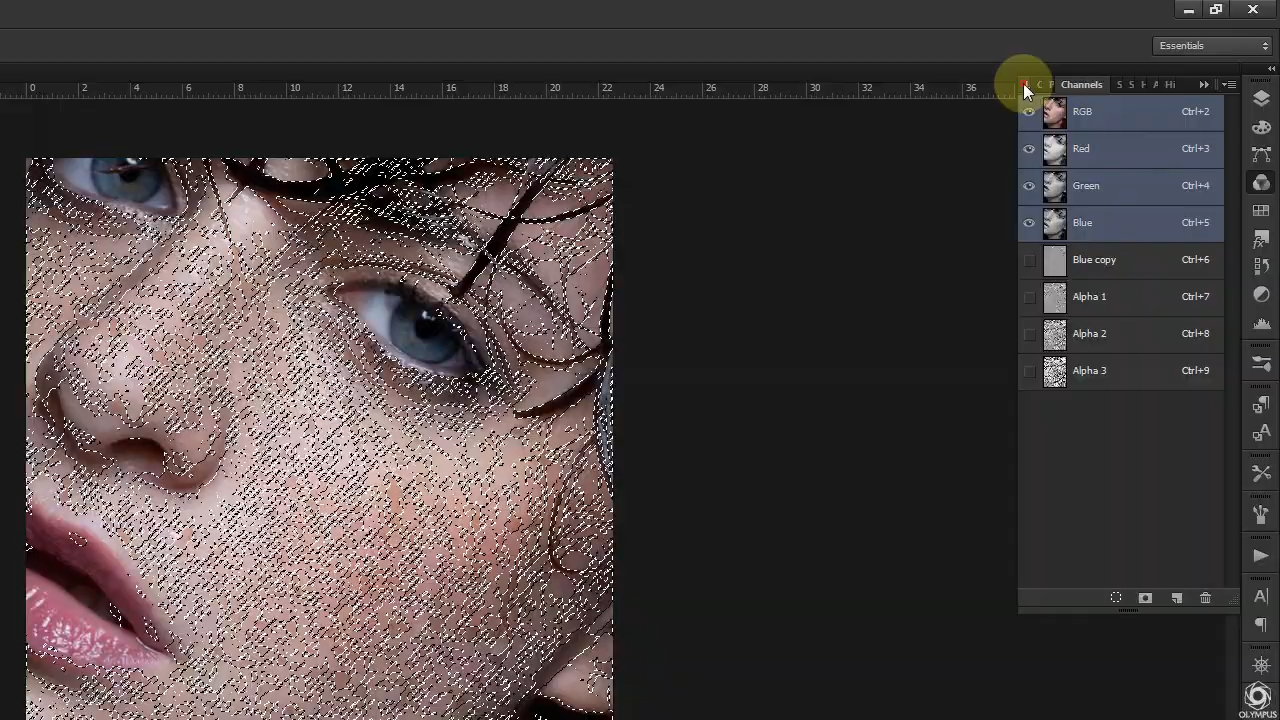 Essentials
0 2 4 6 8 10 12 14 16 18 20 22 24 26 28 30 32 34 36
C P Channels S S H A Hi
RGB Ctrl+2
Red Ctrl+3
Green Ctrl+4
Blue Ctrl+5
Blue copy Ctrl+6
Alpha 1 Ctrl+7
Alpha 2 Ctrl+8
Alpha 3 Ctrl+9
OLYMPUS